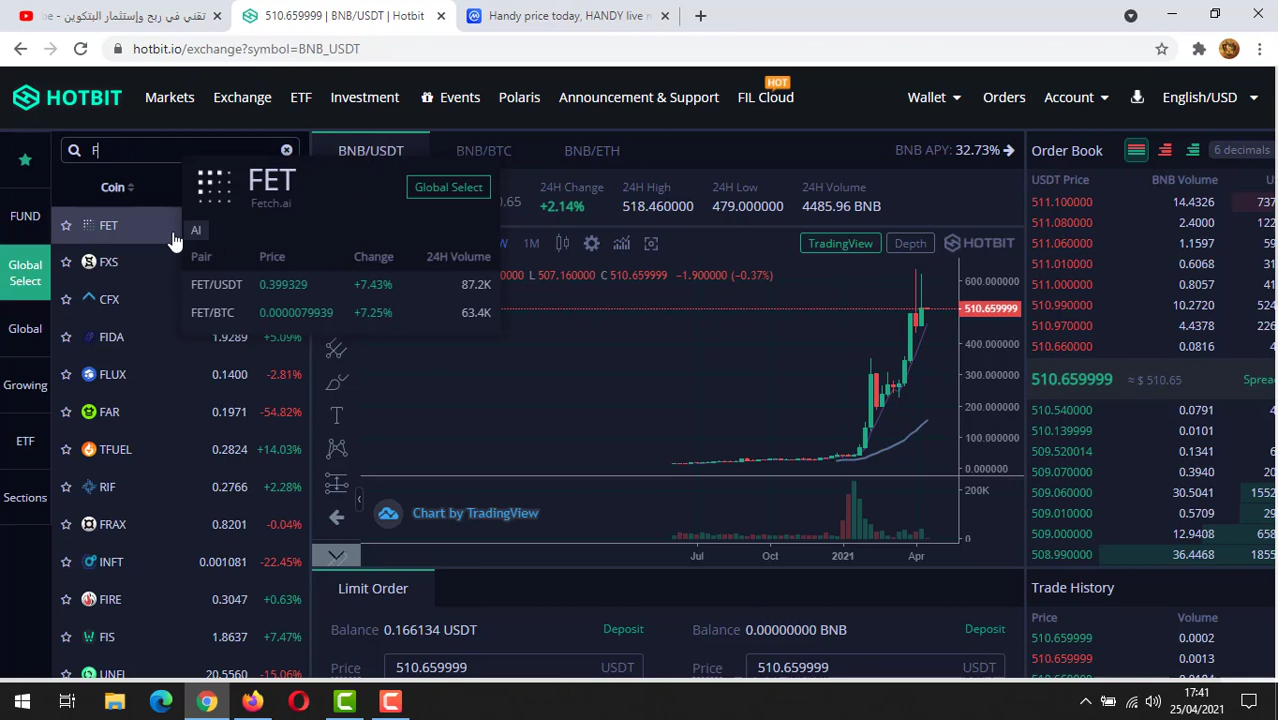 تقني في ربح وإستثمار البتكوين - be
510.659999 | BNB/USDT | Hotbit
Handy price today, HANDY live m
hotbit.io/exchange?symbol=BNB_USDT
HOTBIT
Markets
Exchange
ETF
Investment
Events
Polaris
Announcement & Support
HOT
FIL Cloud
Wallet
Orders
Account
English/USD
F
BNB/USDT
BNB/BTC
BNB/ETH
BNB APY: 32.73%
Order Book
6 decimals
FUND
Global Select
Global
Growing
ETF
Sections
Coin
FET
FXS
CFX
FIDA 1.9289 +5.09%
FLUX 0.1400 -2.81%
FAR 0.1971 -54.82%
TFUEL 0.2824 +14.03%
RIF 0.2766 +2.28%
FRAX 0.8201 -0.04%
INFT 0.001081 -22.45%
FIRE 0.3047 +0.63%
FIS 1.8637 +7.47%
UNFI 20.5560 -15.06%
FET
Fetch.ai
Global Select
AI
Pair Price Change 24H Volume
FET/USDT 0.399329 +7.43% 87.2K
FET/BTC 0.0000079939 +7.25% 63.4K
24H Change
+2.14%
24H High
518.460000
24H Low
479.000000
24H Volume
4485.96 BNB
W
1M
TradingView
Depth
HOTBIT
L 507.160000 C 510.659999 -1.900000 (-0.37%)
600.000000
510.659999
400.000000
300.000000
200.000000
100.000000
0.000000
200K
0
Chart by TradingView
Jul
Oct
2021
Apr
USDT Price BNB Volume U
511.100000 14.4326 737
511.080000 2.4000
511.060000 1.1597
511.010000 0.6068
510.990000 10.2720
510.970000 4.4378
510.660000 0.0816
510.659999 ≈ $ 510.65 Spread
510.540000 0.0791
510.139999 0.0101
509.520014 0.1341
509.070000 0.3940
509.060000 30.5041 1552
509.010000 0.5713
508.990000 36.4468 1855
Limit Order
Balance 0.166134 USDT
Deposit
Balance 0.00000000 BNB
Deposit
Price 510.659999 USDT
Price 510.659999 USDT
Trade History
Price Volume
510.638000 0.0002
510.659000 0.0013
17:41
25/04/2021